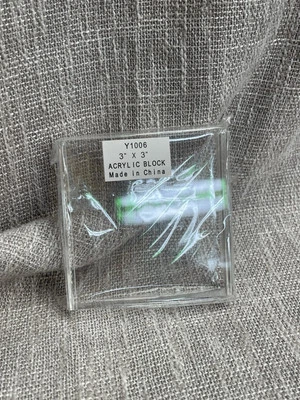 Y1006
3" X 3"
ACRYLIC BLOCK
Made in China